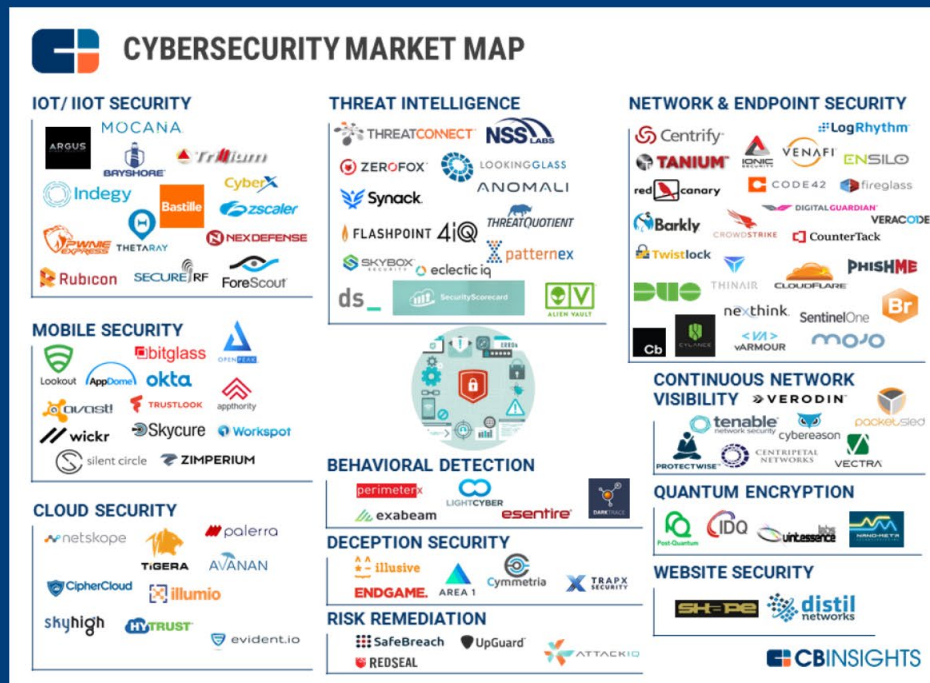 CYBERSECURITY MARKET MAP
IOT/ IIOT SECURITY
ARGUS
MOCANA
BAYSHORE
Trillium
Indegy
Bastille
CyberX
zscaler
PWNIE EXPRESS
THETARAY
NEXDEFENSE
Rubicon
SECURE RF
ForeScout
MOBILE SECURITY
Lookout
bitglass
OPENPEAK
AppDome
okta
avast!
TRUSTLOOK
appthority
wickr
Skycure
Workspot
silent circle
ZIMPERIUM
CLOUD SECURITY
netskope
TIGERA
palerra
AVANAN
CipherCloud
illumio
skyhigh
HYTRUST
evident.io
THREAT INTELLIGENCE
THREATCONNECT
NSS LABS
ZEROFOX
LOOKINGGLASS
Synack
ANOMALI
FLASHPOINT
4iQ
THREATQUOTIENT
SKYBOX SECURITY
eclectic iq
patternex
ds_
SecurityScorecard
ALIEN VAULT
BEHAVIORAL DETECTION
perimeterx
LIGHTCYBER
DARKTRACE
exabeam
esentire
DECEPTION SECURITY
illusive
ENDGAME.
AREA 1
Cymmetria
TRAPX SECURITY
RISK REMEDIATION
SafeBreach
UpGuard
REDSEAL
ATTACKIQ
NETWORK & ENDPOINT SECURITY
Centrify
LogRhythm
TANIUM
IONIC SECURITY
VENAFI
ENSILO
red canary
CODE42
fireglass
Barkly
CROWDSTRIKE
DIGITAL GUARDIAN
VERACODE
CounterTack
Twistlock
DUO
THINAIR
CLOUDFLARE
PHISHME
nexthink
SentinelOne
Br
Cb
CYLANCE
<VA>
vARMOUR
mojo
CONTINUOUS NETWORK
VISIBILITY
VERODIN
tenable
network security
cybereason
packetsled
PROTECTWISE
CENTRIPETAL
NETWORKS
VECTRA
QUANTUM ENCRYPTION
Post-Quantum
IDQ
Quintessence labs
NANO-META
WEBSITE SECURITY
SHAPE
distil
networks
CBINSIGHTS